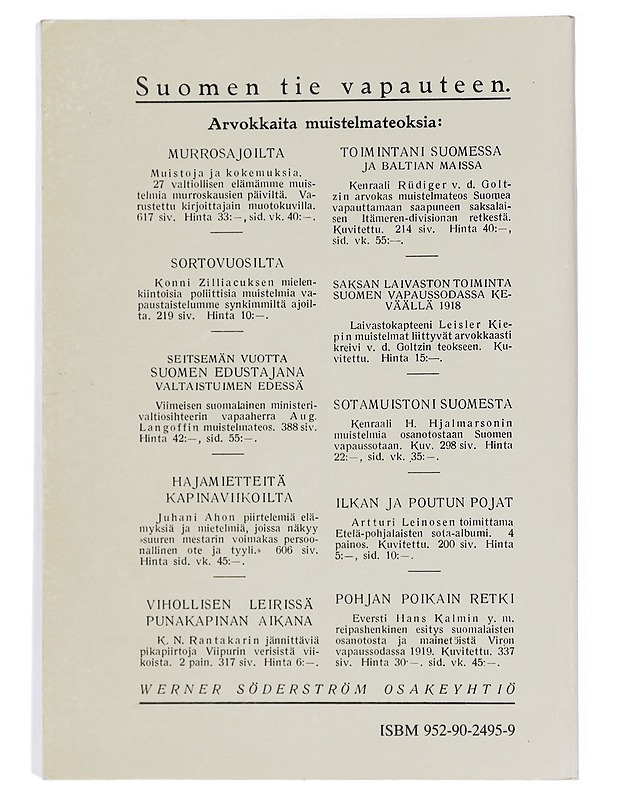 Suomen tie vapauteen.
Arvokkaita muistelmateoksia:
MURROSAJOILTA
Muistoja ja kokemuksia.
27 valtiollisen elämämme muis-
telmia murroskausien päiviltä. Va-
rustettu kirjoittajain muotokuvilla.
617 siv. Hinta 33:—, sid. vk. 40:—.
SORTOVUOSILTA
Konni Zilliacuksen mielen-
kiintoisia poliittisia muistelmia va-
paustaistelumme synkimmiltä ajoil-
ta. 219 siv. Hinta 10:—.
SEITSEMÄN VUOTTA
SUOMEN EDUSTAJANA
VALTAISTUIMEN EDESSÄ
Viimeisen suomalainen ministeri-
valtiosihteerin vapaaherra Aug.
Langoffin muistelmateos. 388 siv.
Hinta 42:—, sid. 55:—.
HAJAMIETTEITÄ
KAPINAVIIKOILTA
Juhani Ahon piirtelemiä elä-
myksiä ja mietelmiä, joissa näkyy
»suuren mestarin voimakas persoo-
nallinen ote ja tyyli.» 606 siv.
Hinta sid. vk. 45:—.
VIHOLLISEN LEIRISSÄ
PUNAKAPINAN AIKANA
K. N. Rantakarin jännittäviä
pikapiirtoja Viipurin verisistä vii-
koista. 2 pain. 317 siv. Hinta 6:—.
TOIMINTANI SUOMESSA
JA BALTIAN MAISSA
Kenraali Rüdiger v. d. Golt-
zin arvokas muistelmateos Suomea
vapauttamaan saapuneen saksalai-
sen Itämeren-divisionan retkestä.
Kuvitettu. 214 siv. Hinta 40:—,
sid. vk. 55:—.
SAKSAN LAIVASTON TOIMINTA
SUOMEN VAPAUSSODASSA KE-
VÄÄLLÄ 1918
Laivastokapteeni Leisler Kie-
pin muistelmat liittyvät arvokkaasti
kreivi v. d. Goltzin teokseen. Ku-
vitettu. Hinta 15:—.
SOTAMUISTONI SUOMESTA
Kenraali H. Hjalmarsonin
muistelmia osanotostaan Suomen
vapaussotaan. Kuv. 298 siv. Hinta
22:—, sid. vk. 35:—.
ILKAN JA POUTUN POJAT
Artturi Leinosen toimittama
Etelä-pohjalaisten sota-albumi. 4
painos. Kuvitettu. 200 siv. Hinta
5:—, sid. 10:—.
POHJAN POIKAIN RETKI
Eversti Hans Kalmin y. m.
reipashenkinen esitys suomalaisten
osanotosta ja maineTöistä Viron
vapaussodassa 1919. Kuvitettu. 337
siv. Hinta 30:—. sid. vk. 45:—.
WERNER SÖDERSTRÖM OSAKEYHTIÖ
ISBN 952-90-2495-9